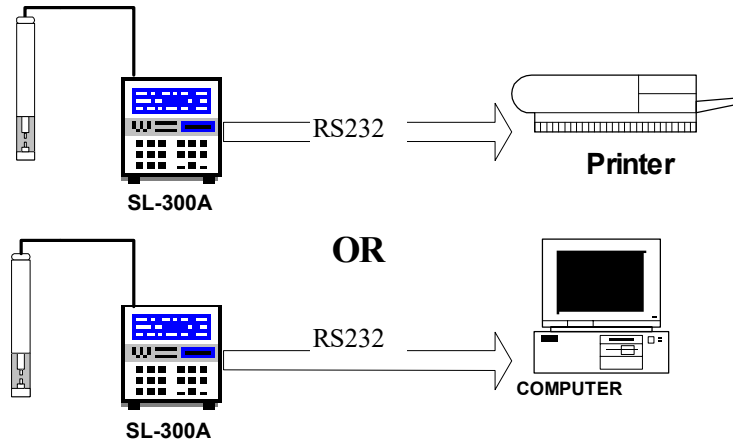 RS232
Printer
SL-300A
OR
RS232
COMPUTER
SL-300A